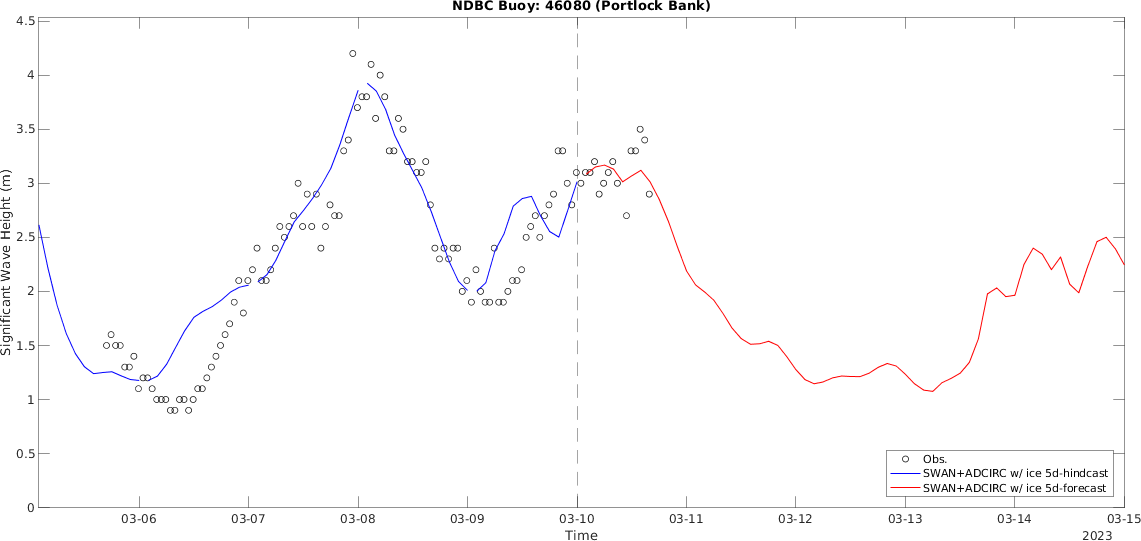 NDBC Buoy: 46080 (Portlock Bank)
4.5
4
3.5
3
2.5
2
1.5
1
0.5
0
Significant Wave Height (m)
03-06 03-07 03-08 03-09 03-10 03-11 03-12 03-13 03-14 03-15
Time
2023
Obs.
SWAN+ADCIRC w/ ice 5d-hindcast
SWAN+ADCIRC w/ ice 5d-forecast